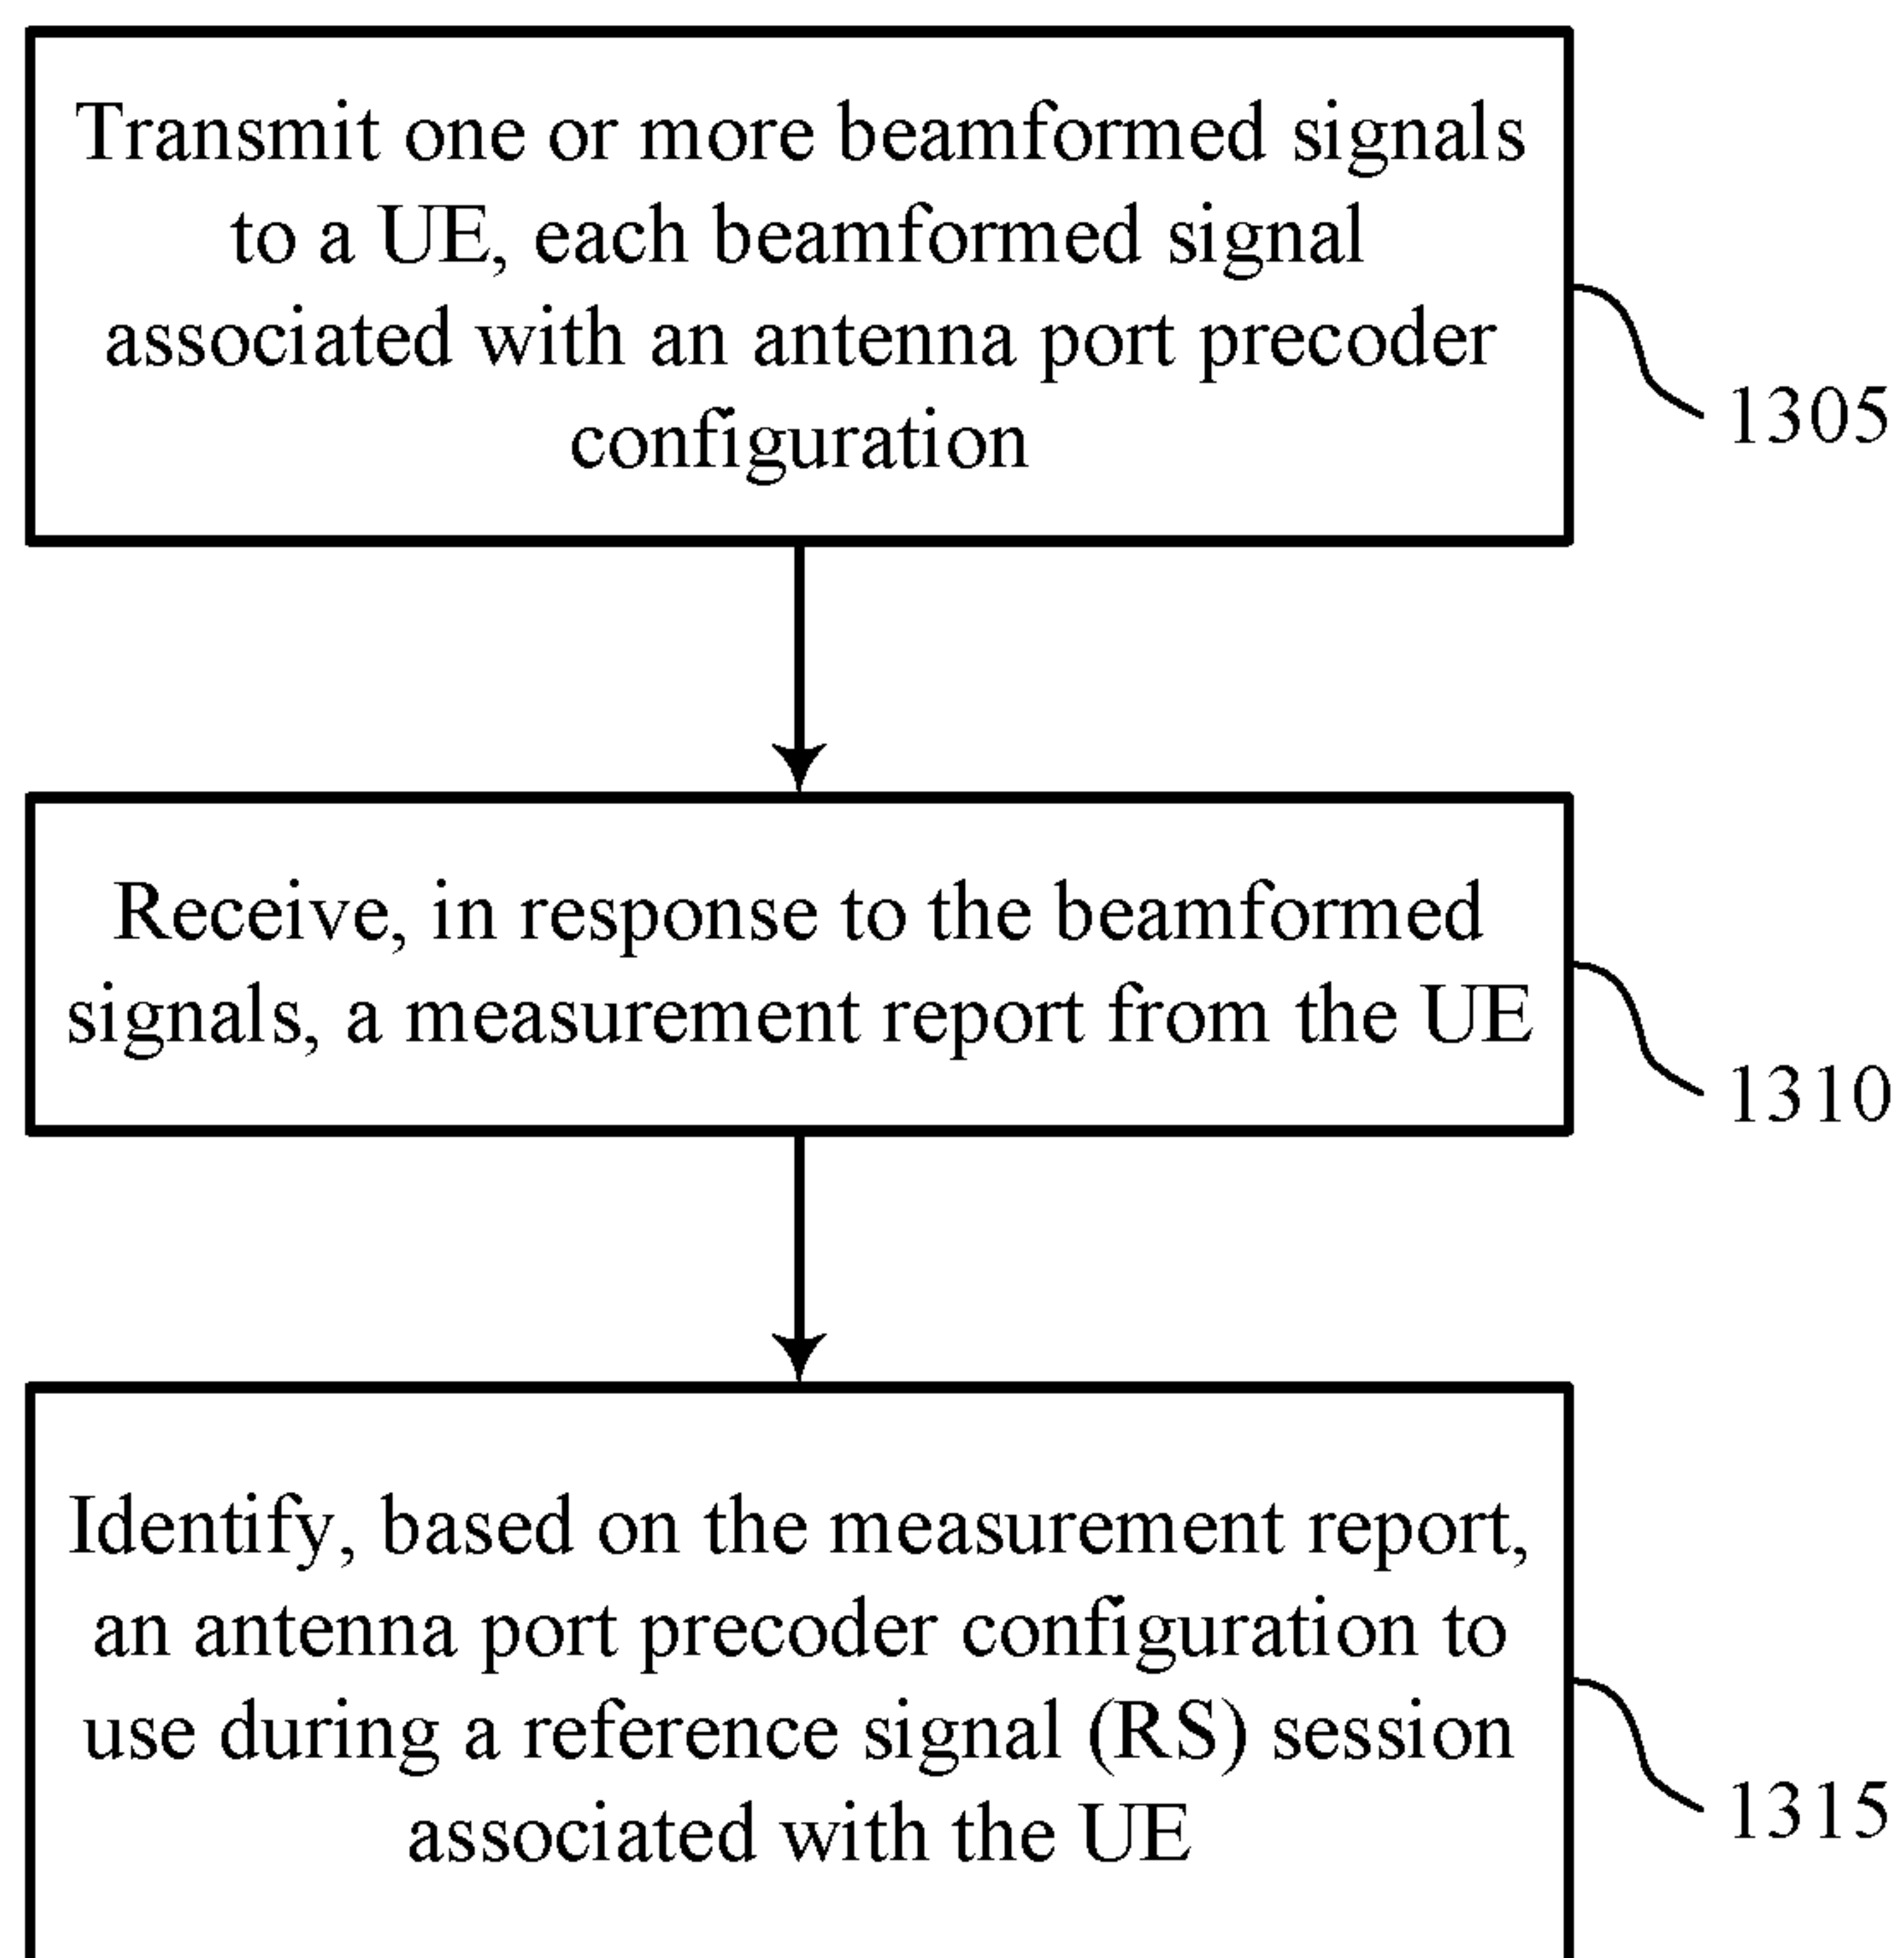 Transmit one or more beamformed signals
to a UE, each beamformed signal
associated with an antenna port precoder
configuration
1305
Receive, in response to the beamformed
signals, a measurement report from the UE
1310
Identify, based on the measurement report,
an antenna port precoder configuration to
use during a reference signal (RS) session
associated with the UE
1315